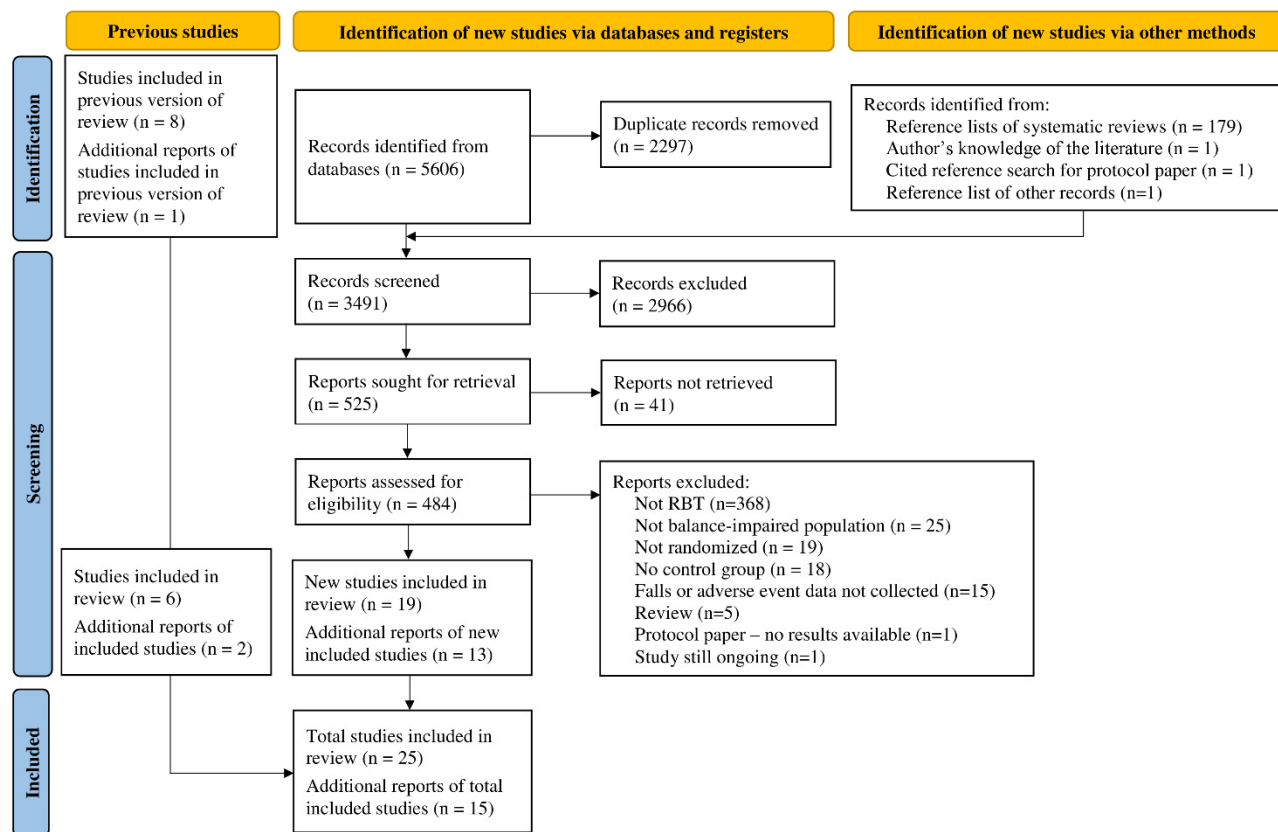 Previous studies
Identification of new studies via databases and registers
Identification of new studies via other methods
Identification
Studies included in
previous version of
review (n = 8)
Additional reports of
studies included in
previous version of
review (n = 1)
Records identified from
databases (n = 5606)
Duplicate records removed
(n = 2297)
Records identified from:
Reference lists of systematic reviews (n = 179)
Author's knowledge of the literature (n = 1)
Cited reference search for protocol paper (n = 1)
Reference list of other records (n=1)
Screening
Records screened
(n = 3491)
Records excluded
(n = 2966)
Reports sought for retrieval
(n = 525)
Reports not retrieved
(n = 41)
Reports assessed for
eligibility (n = 484)
Reports excluded:
Not RBT (n=368)
Not balance-impaired population (n = 25)
Not randomized (n = 19)
No control group (n = 18)
Falls or adverse event data not collected (n=15)
Review (n=5)
Protocol paper – no results available (n=1)
Study still ongoing (n=1)
Studies included in
review (n = 6)
Additional reports of
included studies (n = 2)
New studies included in
review (n = 19)
Additional reports of new
included studies (n = 13)
Included
Total studies included in
review (n = 25)
Additional reports of total
included studies (n = 15)